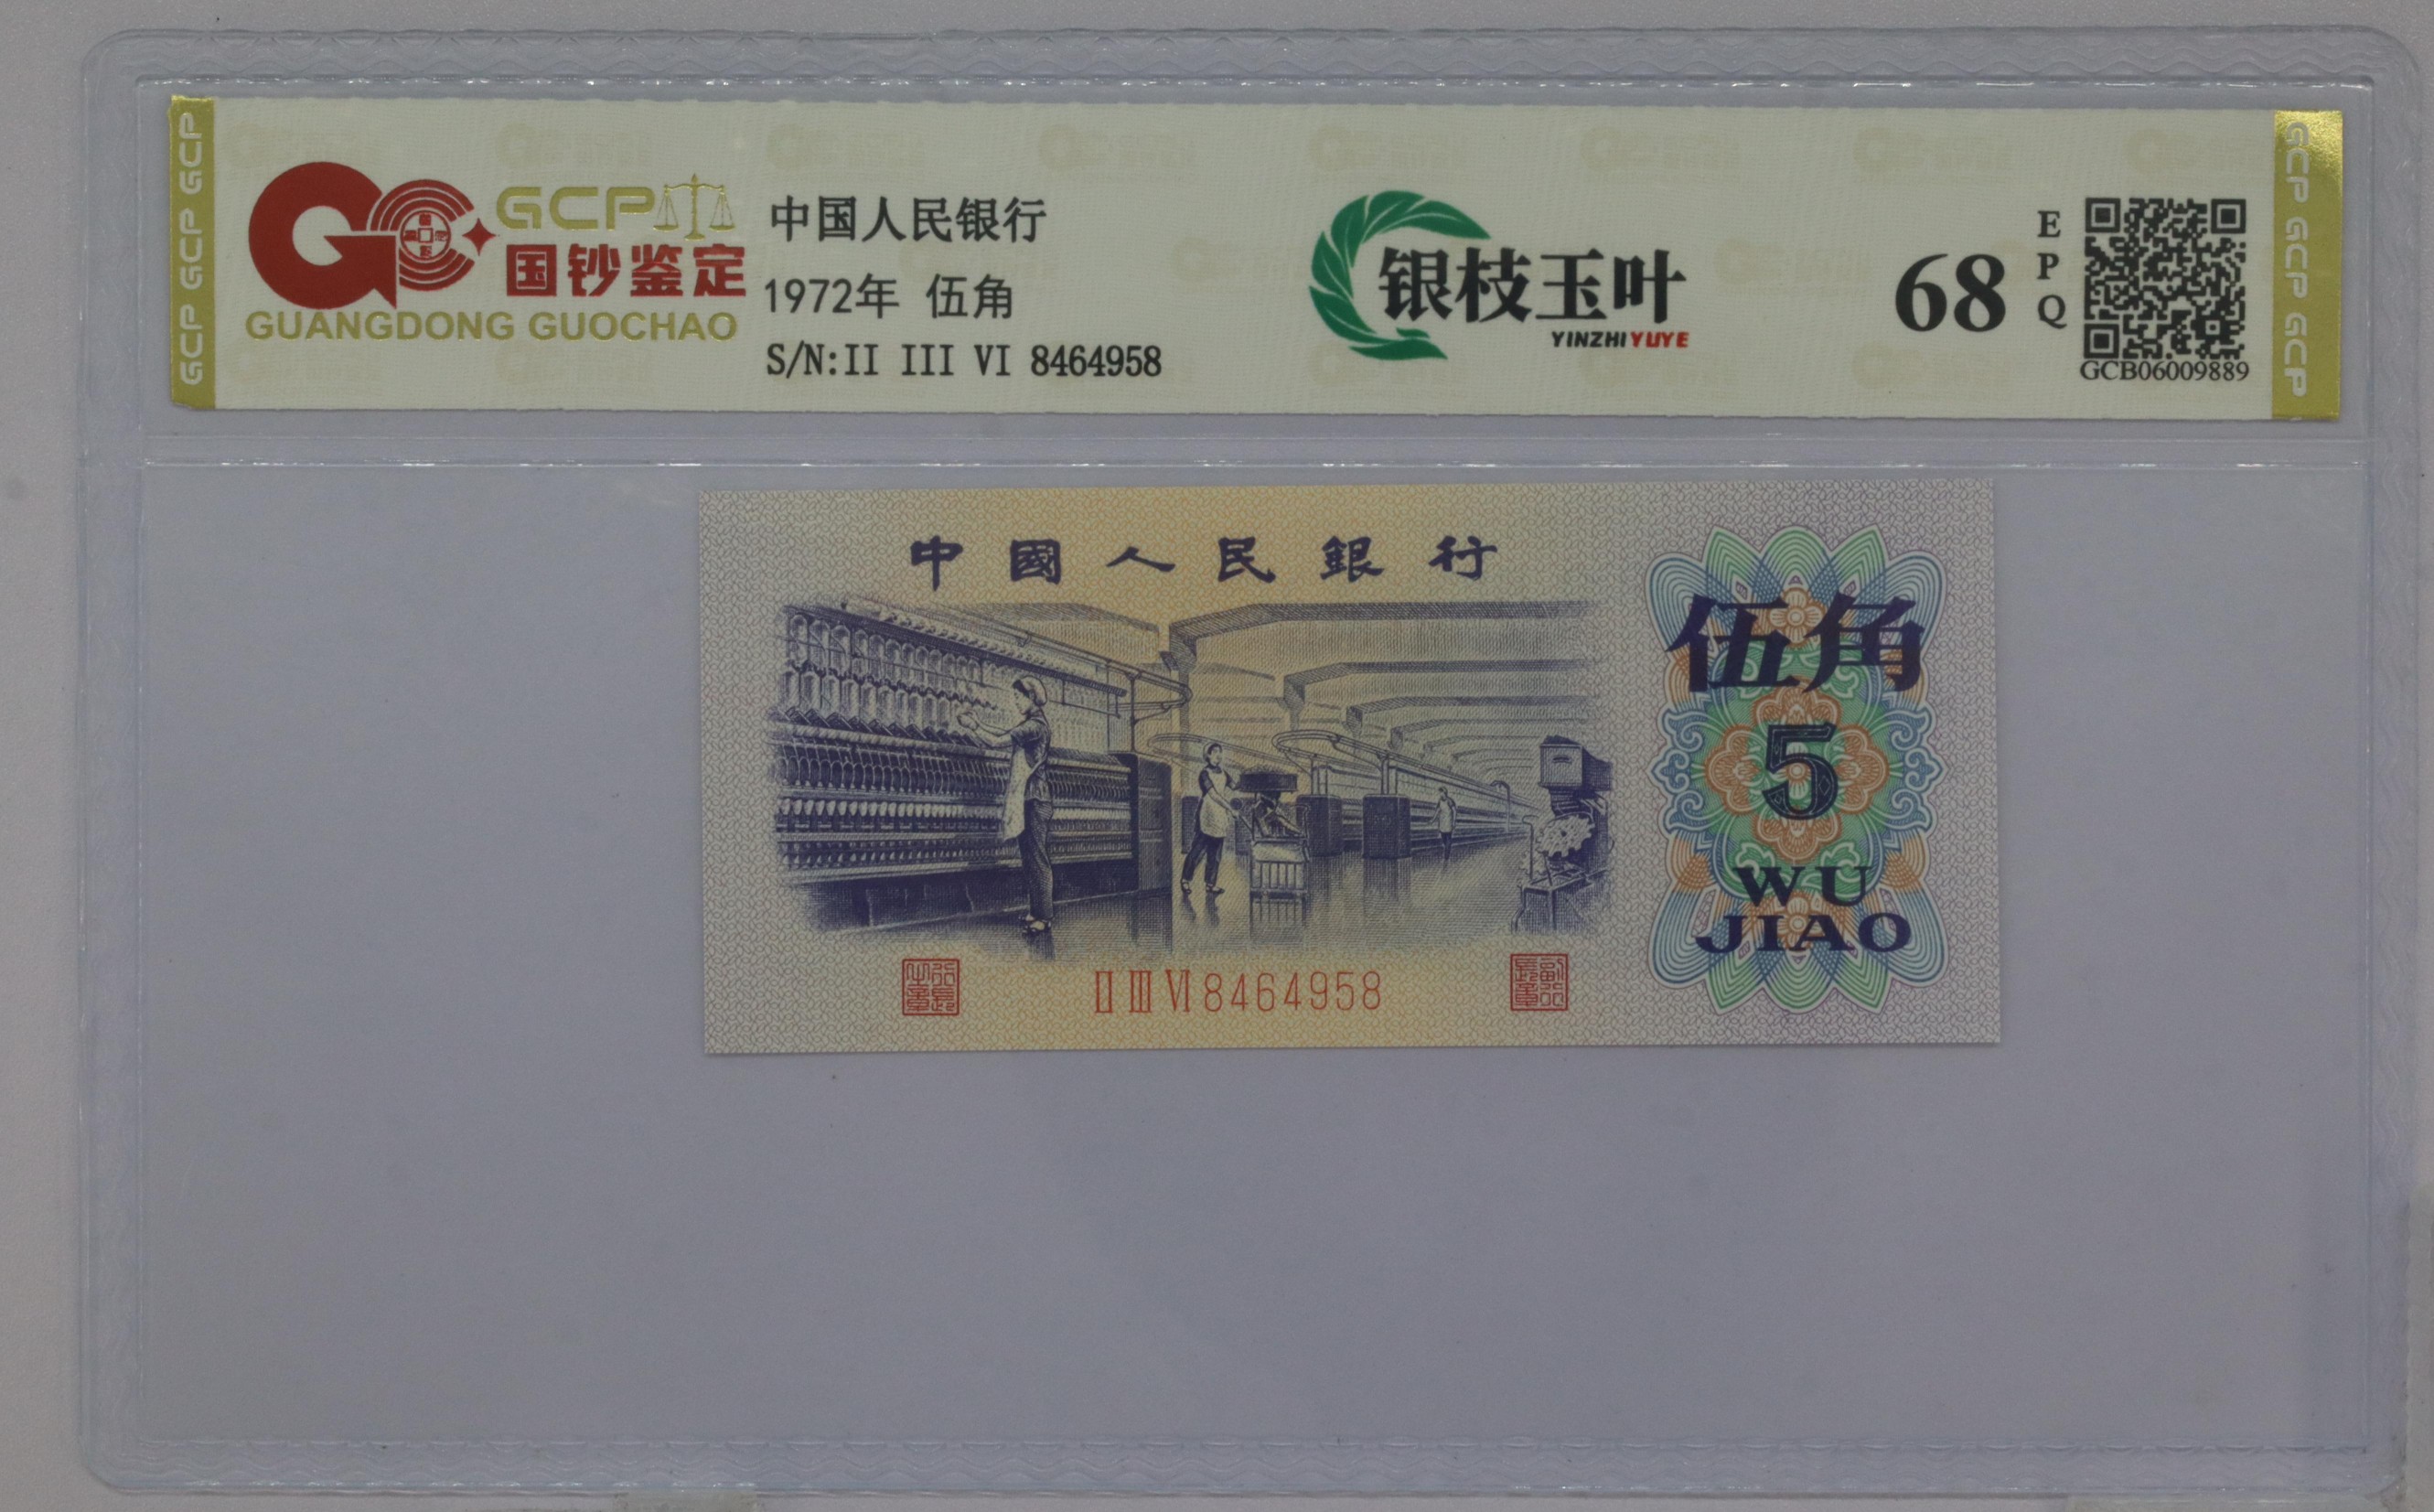 GCP GCP GCP
GCP
国钞鉴定
GUANGDONG GUOCHAO
中国人民银行
1972年 伍角
S/N:II III VI 8464958
银枝玉叶
YINZHIYUYE
68
EPQ
GCB06009889
GCP GCP GCP
中國人民銀行
伍角
5
WU
JIAO
II III VI 8464958